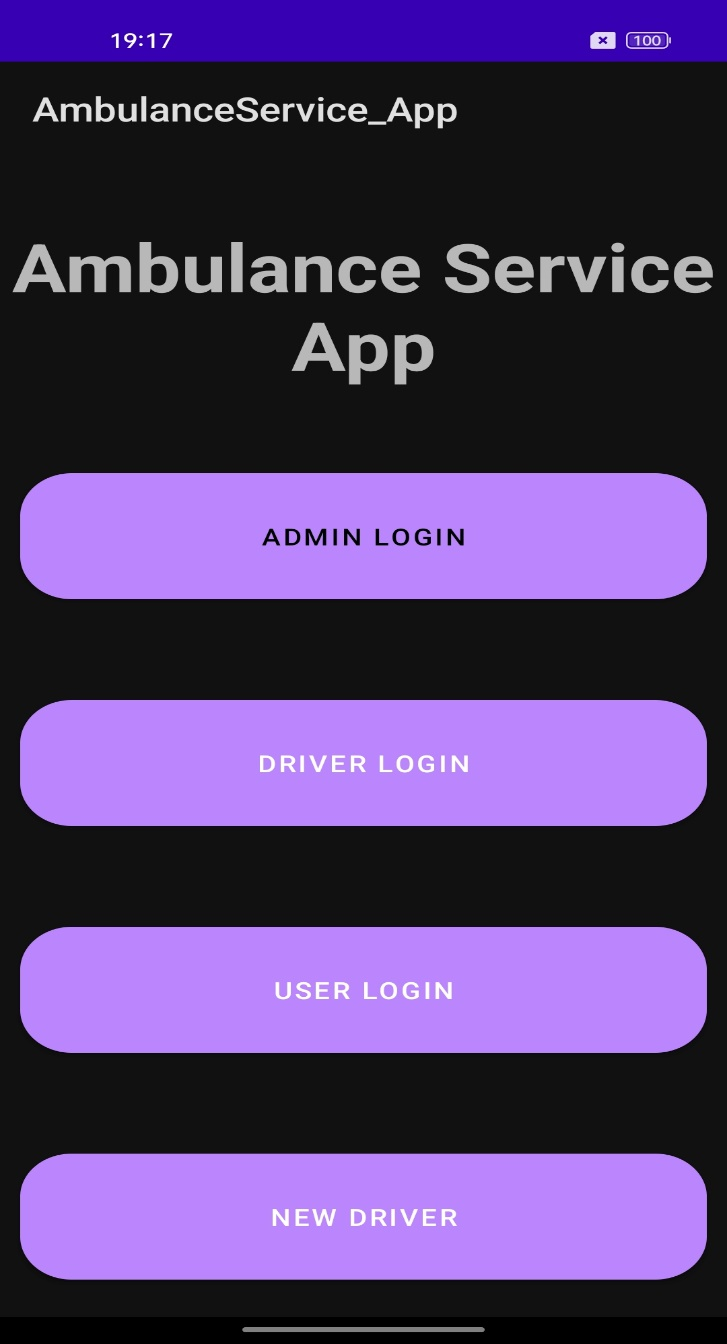 19:17
100
AmbulanceService_App
Ambulance Service
App
ADMIN LOGIN
DRIVER LOGIN
USER LOGIN
NEW DRIVER